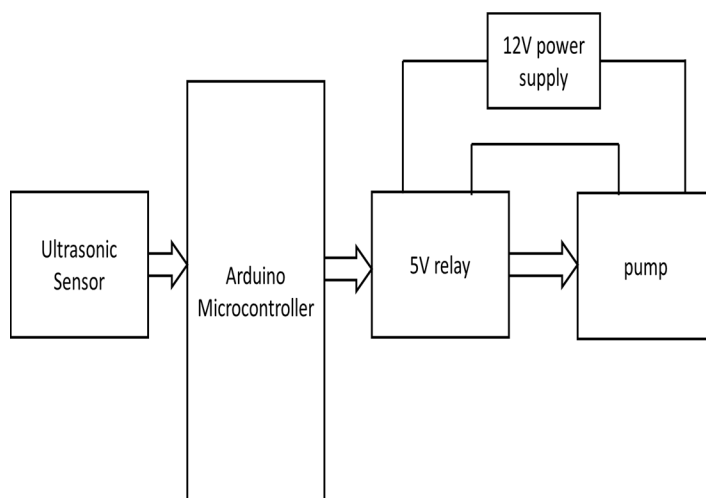 12V power
supply
Ultrasonic
Sensor
Arduino
Microcontroller
5V relay
pump